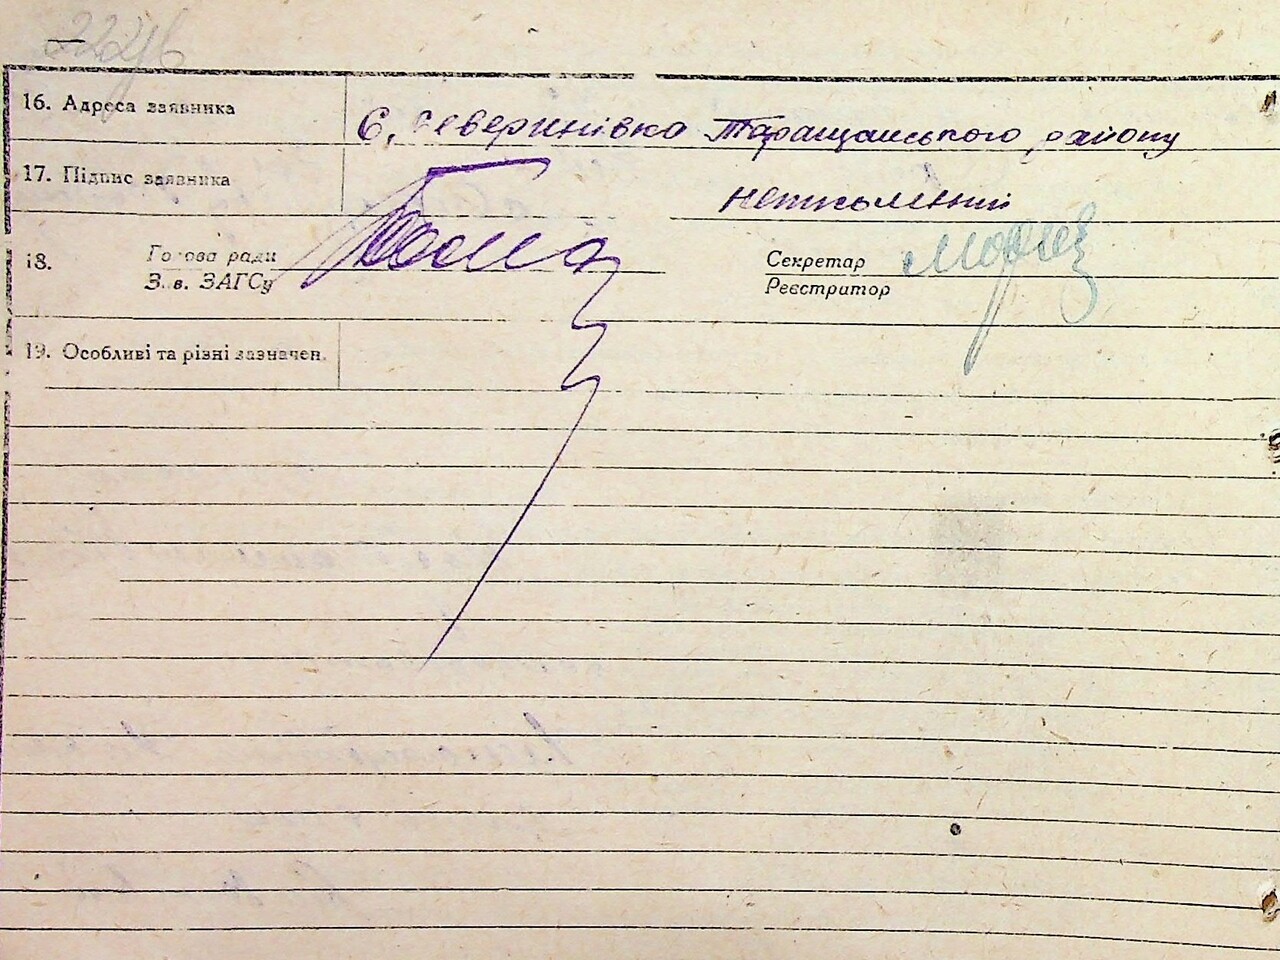 16. Адреса заявника
С, Северинівка Таращанського району
17. Підпис заявника
неписьменний
18. Голова ради
Зав. ЗАГСу
Секретар
Реєстратор
19. Особливі та різні зазначен.